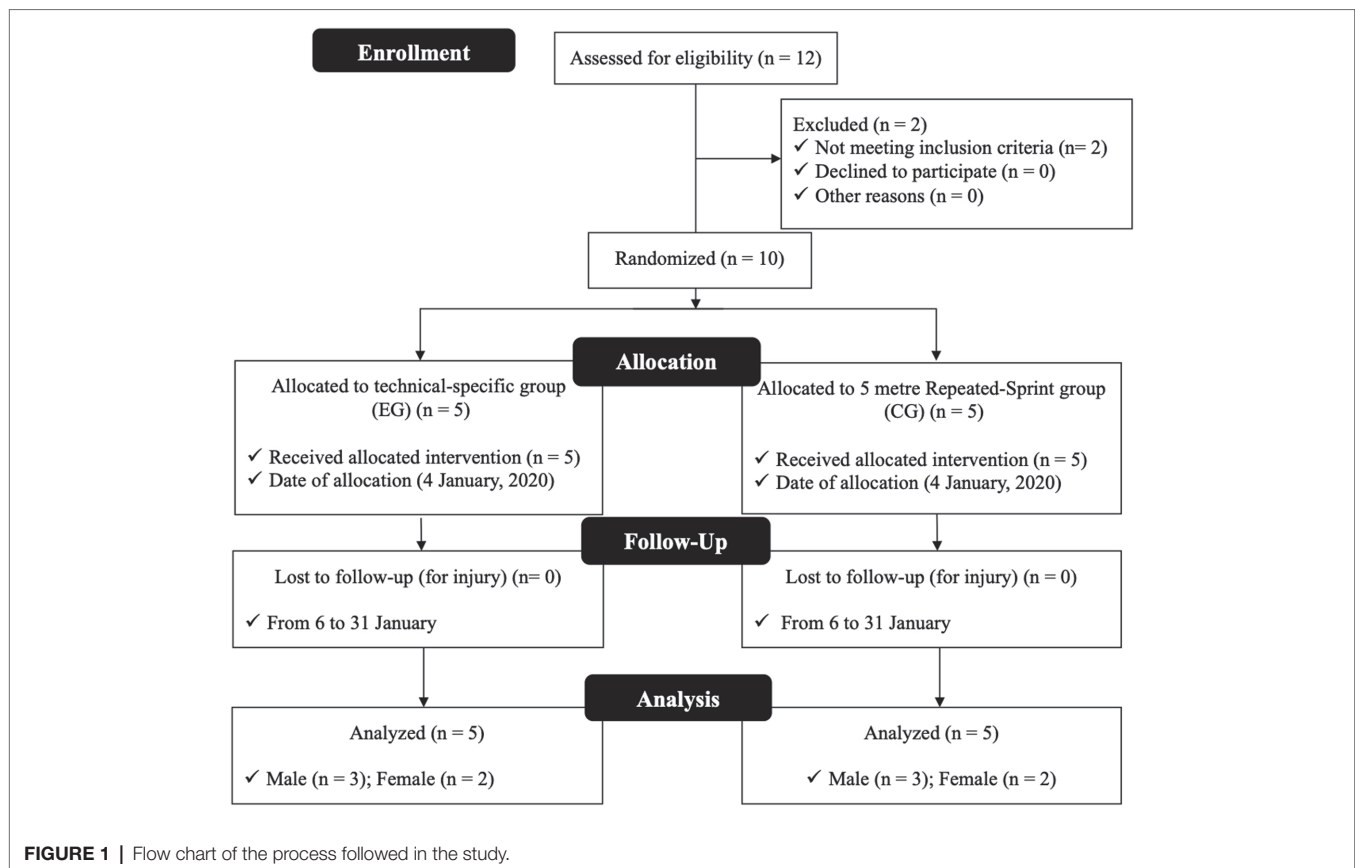 Enrollment
Assessed for eligibility (n = 12)
Excluded (n = 2)
✓ Not meeting inclusion criteria (n= 2)
✓ Declined to participate (n = 0)
✓ Other reasons (n = 0)
Randomized (n = 10)
Allocation
Allocated to technical-specific group
(EG) (n = 5)
✓ Received allocated intervention (n = 5)
✓ Date of allocation (4 January, 2020)
Allocated to 5 metre Repeated-Sprint group
(CG) (n = 5)
✓ Received allocated intervention (n = 5)
✓ Date of allocation (4 January, 2020)
Follow-Up
Lost to follow-up (for injury) (n= 0)
✓ From 6 to 31 January
Lost to follow-up (for injury) (n = 0)
✓ From 6 to 31 January
Analysis
Analyzed (n = 5)
✓ Male (n = 3); Female (n = 2)
Analyzed (n = 5)
✓ Male (n = 3); Female (n = 2)
FIGURE 1 | Flow chart of the process followed in the study.